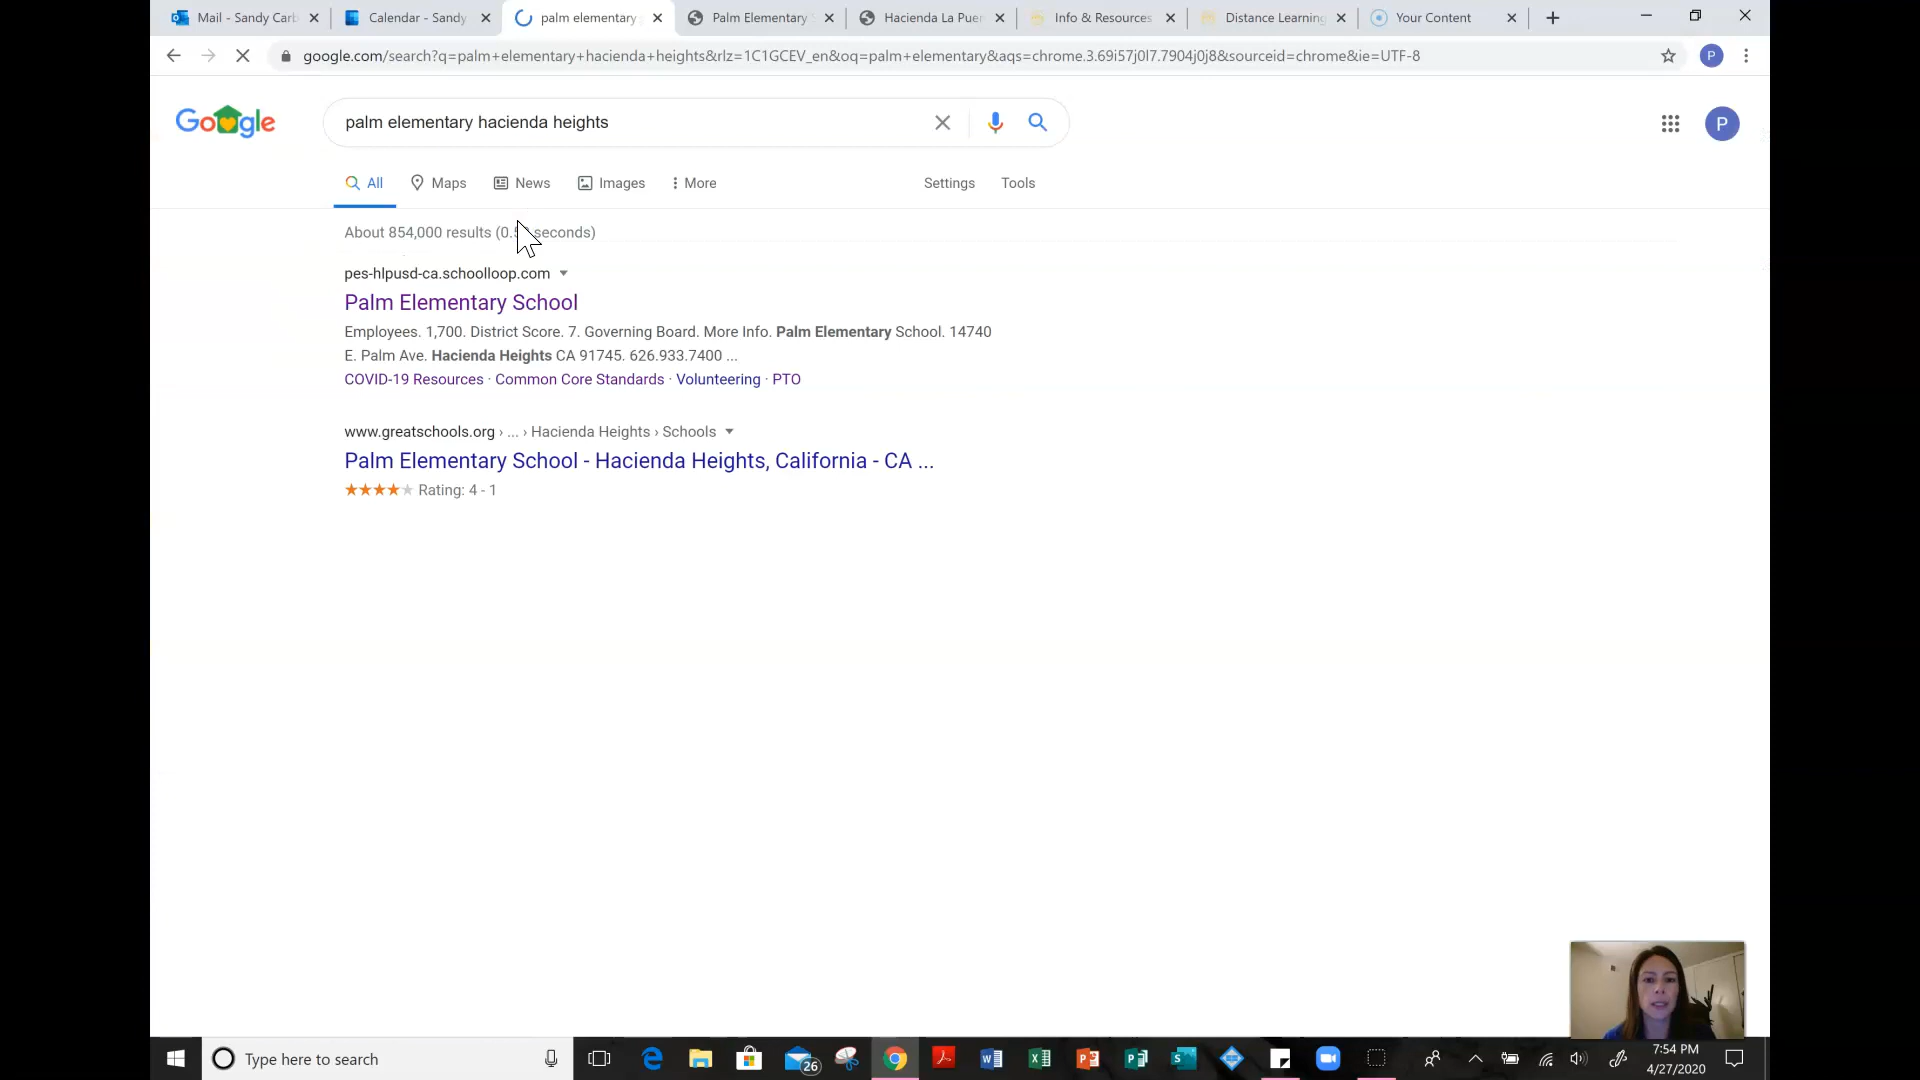 Mail - Sandy Carb
Calendar - Sandy
palm elementary
Palm Elementary S
Hacienda La Puen
Info & Resources
Distance Learning
Your Content
google.com/search?q=palm+elementary+hacienda+heights&rlz=1C1GCEV_en&oq=palm+elementary&aqs=chrome.3.69i57j0l7.7904j0j8&sourceid=chrome&ie=UTF-8
P
Google
palm elementary hacienda heights
P
All
Maps
News
Images
More
Settings
Tools
About 854,000 results seconds)
pes-hlpusd-ca.schoolloop.com
Palm Elementary School
Employees. 1,700. District Score. 7. Governing Board. More Info. Palm Elementary School. 14740
E. Palm Ave. Hacienda Heights CA 91745. 626.933.7400 ...
COVID-19 Resources · Common Core Standards · Volunteering · PTO
www.greatschools.org › ... › Hacienda Heights › Schools
Palm Elementary School - Hacienda Heights, California - CA ...
Rating: 4 - 1
Type here to search
26
7:54 PM
4/27/2020